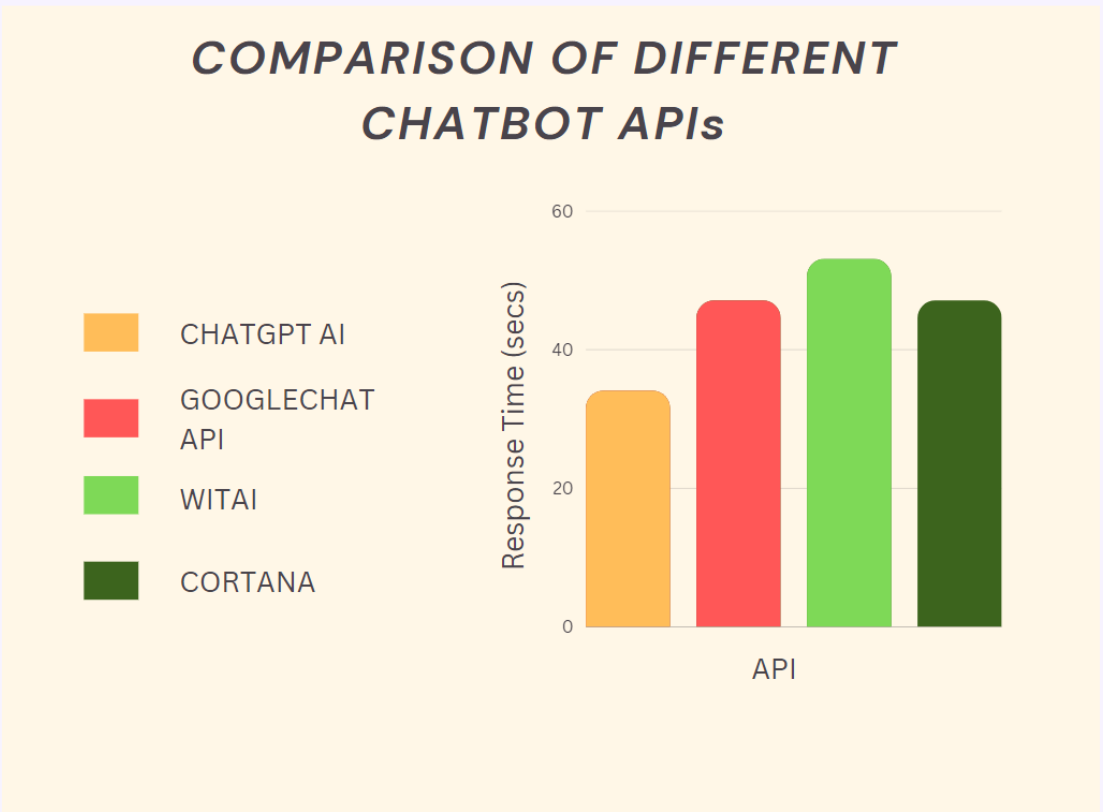 COMPARISON OF DIFFERENT
CHATBOT APIs
CHATGPT AI
GOOGLECHAT
API
WITAI
CORTANA
Response Time (secs)
60
40
20
0
API